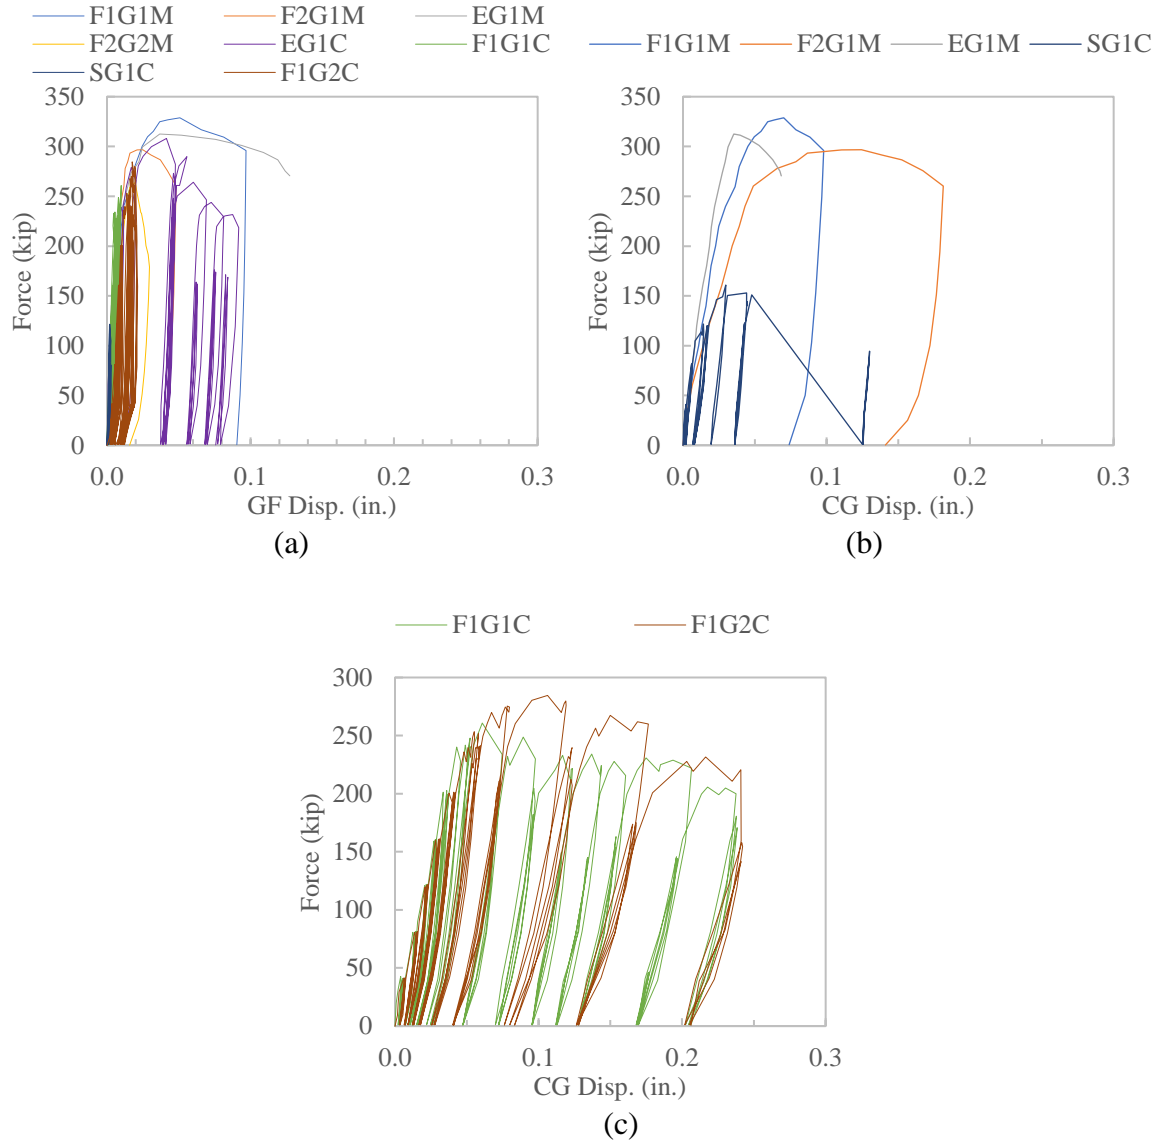 F1G1M F2G1M EG1M
F2G2M EG1C F1G1C
SG1C F1G2C
350
300
250
200
150
100
50
0
Force (kip)
0.0 0.1 0.2 0.3
GF Disp. (in.)
(a)
F1G1M F2G1M EG1M SG1C
350
300
250
200
150
100
50
0
Force (kip)
0.0 0.1 0.2 0.3
CG Disp. (in.)
(b)
F1G1C F1G2C
300
250
200
150
100
50
0
Force (kip)
0.0 0.1 0.2 0.3
CG Disp. (in.)
(c)